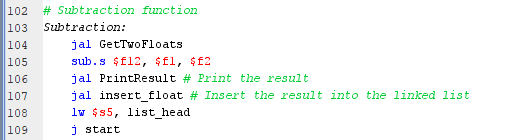 102 # Subtraction function
103 Subtraction:
104 jal GetTwoFloats
105 sub.s $f12, $f1, $f2
106 jal PrintResult # Print the result
107 jal insert_float # Insert the result into the linked list
108 lw $s5, list_head
109 j start